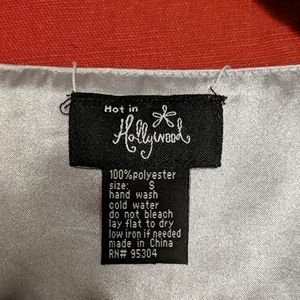 Hot in
Hollywood
100%polyester
size: S
hand wash
cold water
do not bleach
lay flat to dry
low iron if needed
made in China
RN# 95304